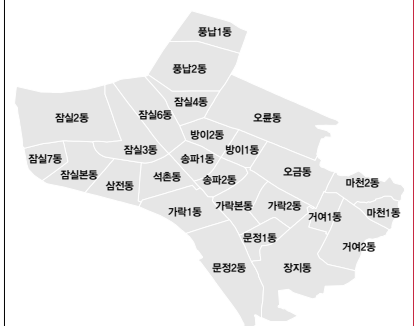 풍납1동
풍납2동
잠실4동
잠실6동
잠실2동
오륜동
방이2동
잠실3동
방이1동
송파1동
잠실7동
잠실본동
삼전동
석촌동
송파2동
오금동
마천2동
가락1동
가락본동
가락2동
거여1동
마천1동
문정1동
거여2동
문정2동
장지동